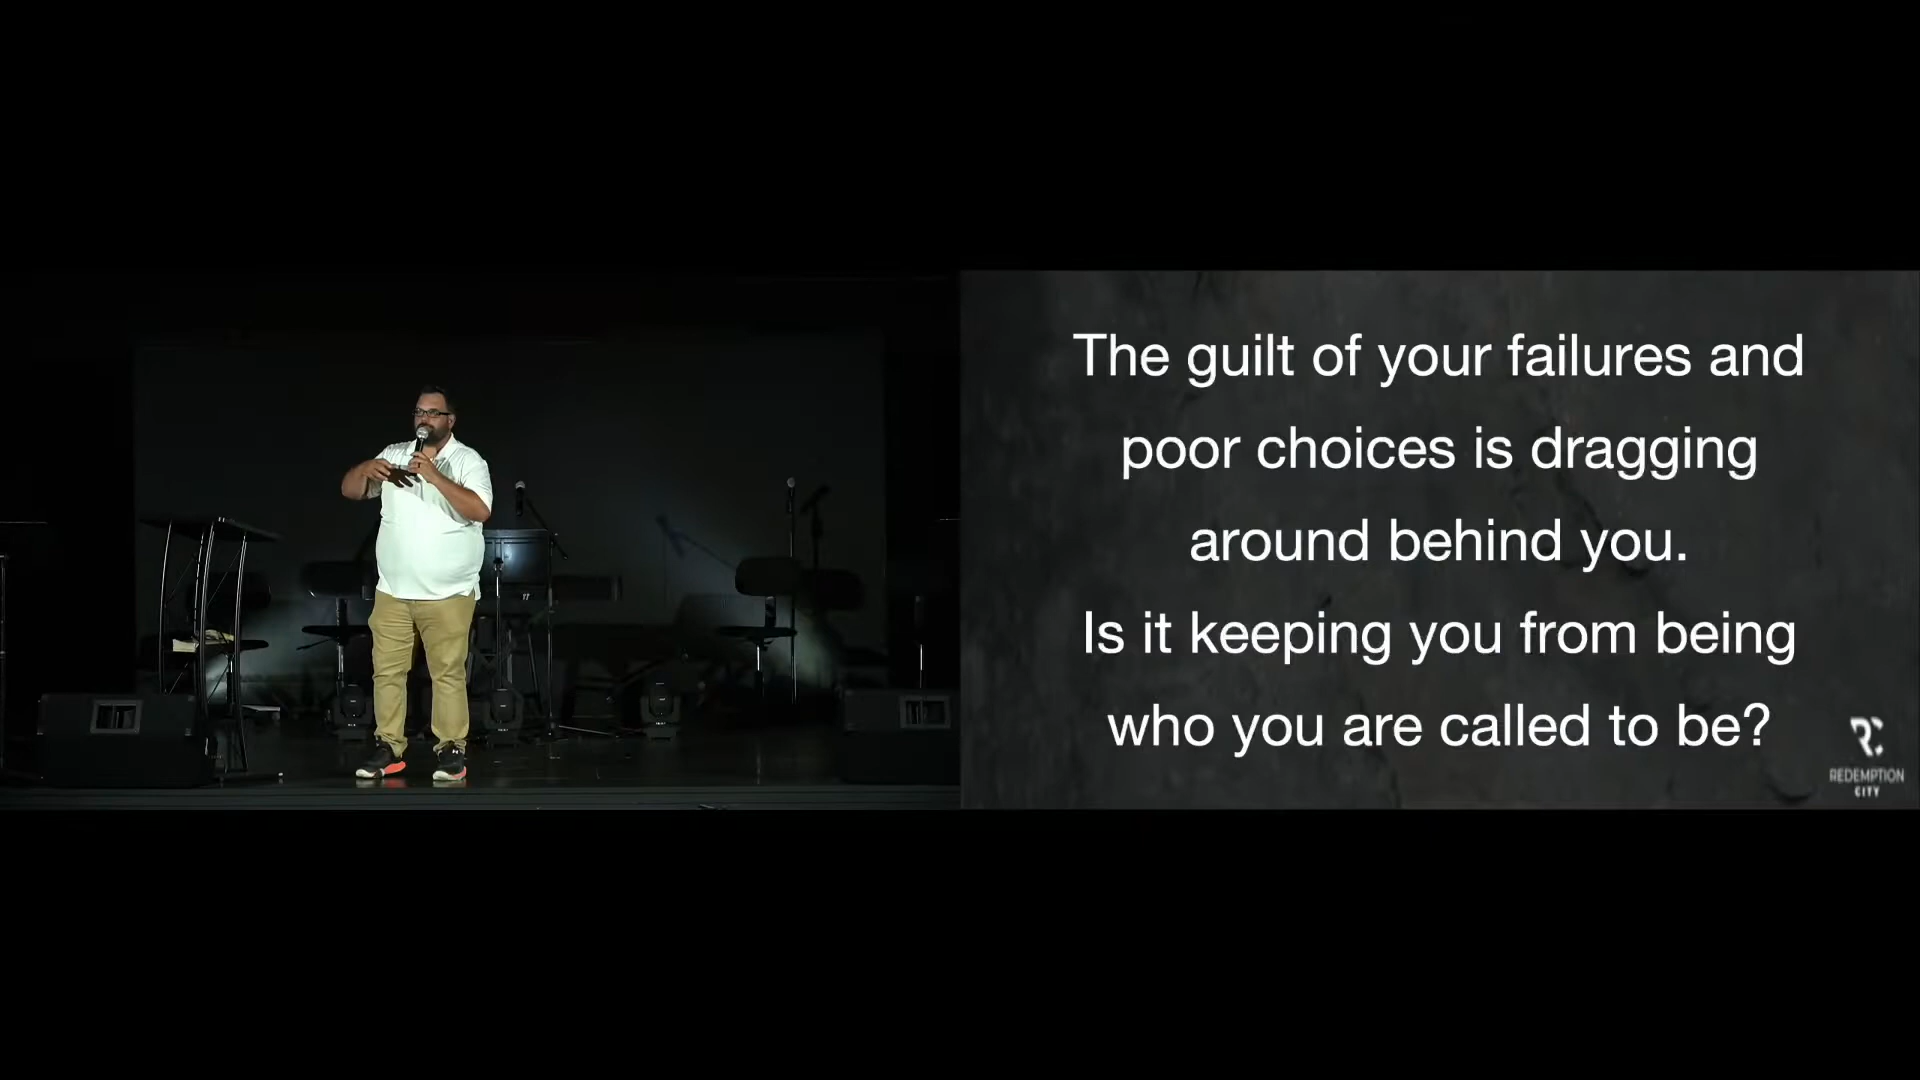 The guilt of your failures and
poor choices is dragging
around behind you.
Is it keeping you from being
who you are called to be?
RC
REDEMPTION
CITY